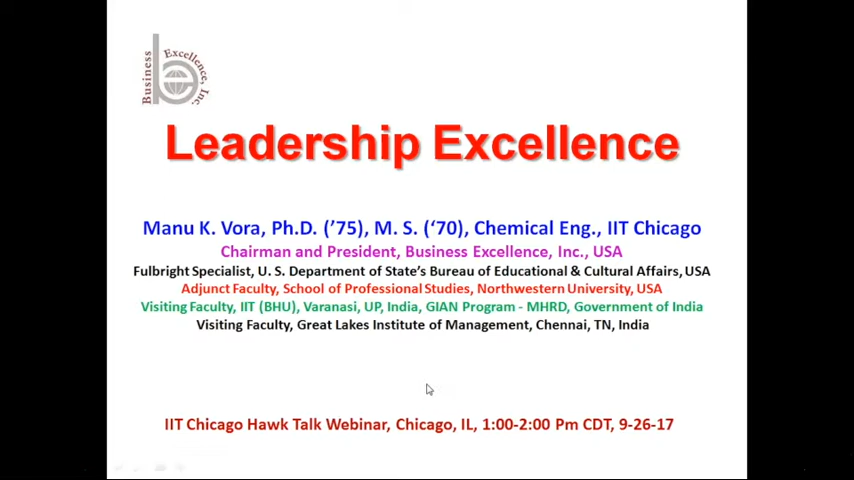 Business Excellence, Inc.
be
Leadership Excellence
Manu K. Vora, Ph.D. (’75), M. S. (‘70), Chemical Eng., IIT Chicago
Chairman and President, Business Excellence, Inc., USA
Fulbright Specialist, U. S. Department of State’s Bureau of Educational & Cultural Affairs, USA
Adjunct Faculty, School of Professional Studies, Northwestern University, USA
Visiting Faculty, IIT (BHU), Varanasi, UP, India, GIAN Program - MHRD, Government of India
Visiting Faculty, Great Lakes Institute of Management, Chennai, TN, India
IIT Chicago Hawk Talk Webinar, Chicago, IL, 1:00-2:00 Pm CDT, 9-26-17